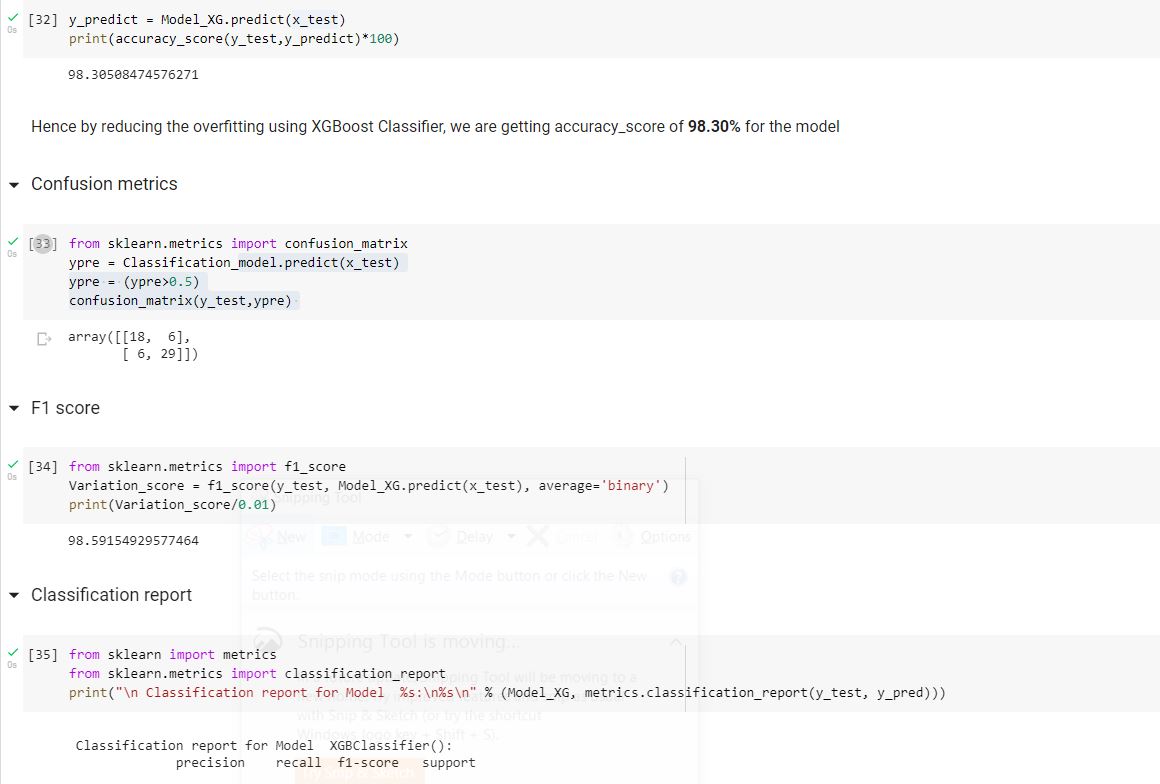 [32] y_predict = Model_XG.predict(x_test)
0s
print(accuracy_score(y_test,y_predict)*100)
98.30508474576271
Hence by reducing the overfitting using XGBoost Classifier, we are getting accuracy_score of 98.30% for the model
Confusion metrics
[33] from sklearn.metrics import confusion_matrix
0s
ypre = Classification_model.predict(x_test)
ypre = (ypre>0.5)
confusion_matrix(y_test,ypre)
array([[18,  6],
[ 6, 29]])
F1 score
[34] from sklearn.metrics import f1_score
0s
Variation_score = f1_score(y_test, Model_XG.predict(x_test), average='binary')
Snipping Tool
print(Variation_score/0.01)
New Mode Delay Cancel Options
98.59154929577464
Select the snip mode using the Mode button or click the New
button.
Classification report
Snipping Tool is moving...
[35] from sklearn import metrics
0s
from sklearn.metrics import classification_report
Snipping Tool will be moving to a
print("\n Classification report for Model  %s:\n%s\n" % (Model_XG, metrics.classification_report(y_test, y_pred)))
with Snip & Sketch (or try the shortcut
Windows logo key + Shift + S).
Classification report for Model  XGBClassifier():
precision    recall  f1-score   support
Try Snip & Sketch